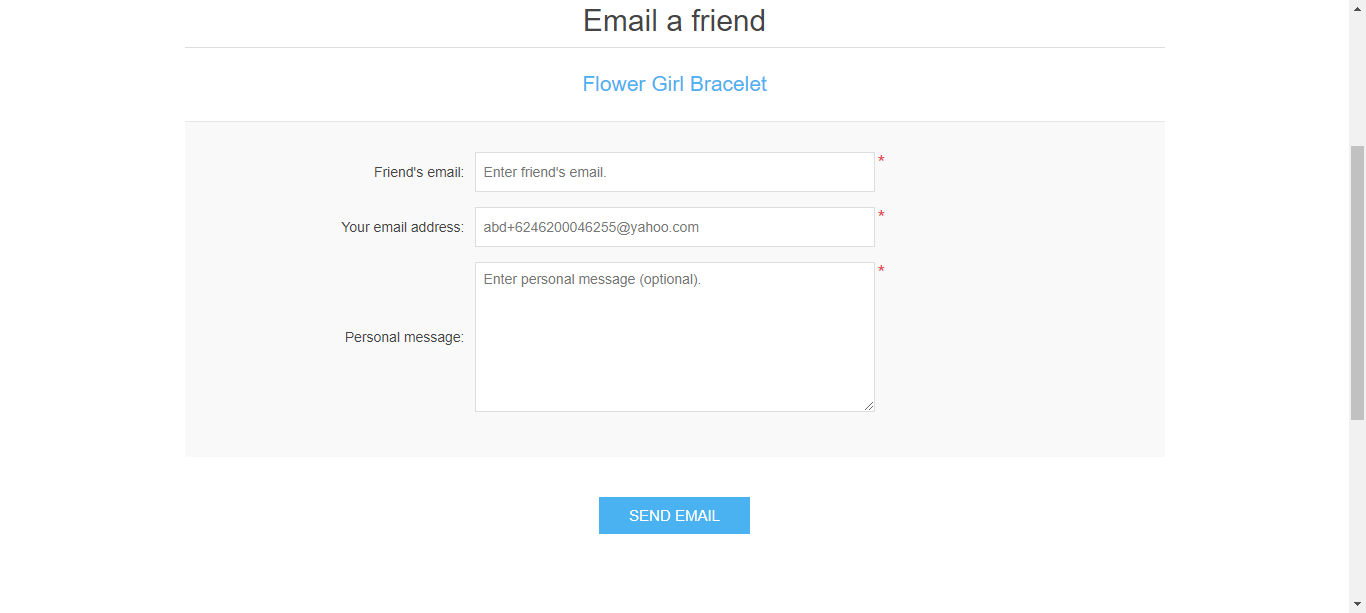 Email a friend
Flower Girl Bracelet
Friend's email: Enter friend's email. *
Your email address: abd+6246200046255@yahoo.com *
Enter personal message (optional). *
Personal message:
SEND EMAIL